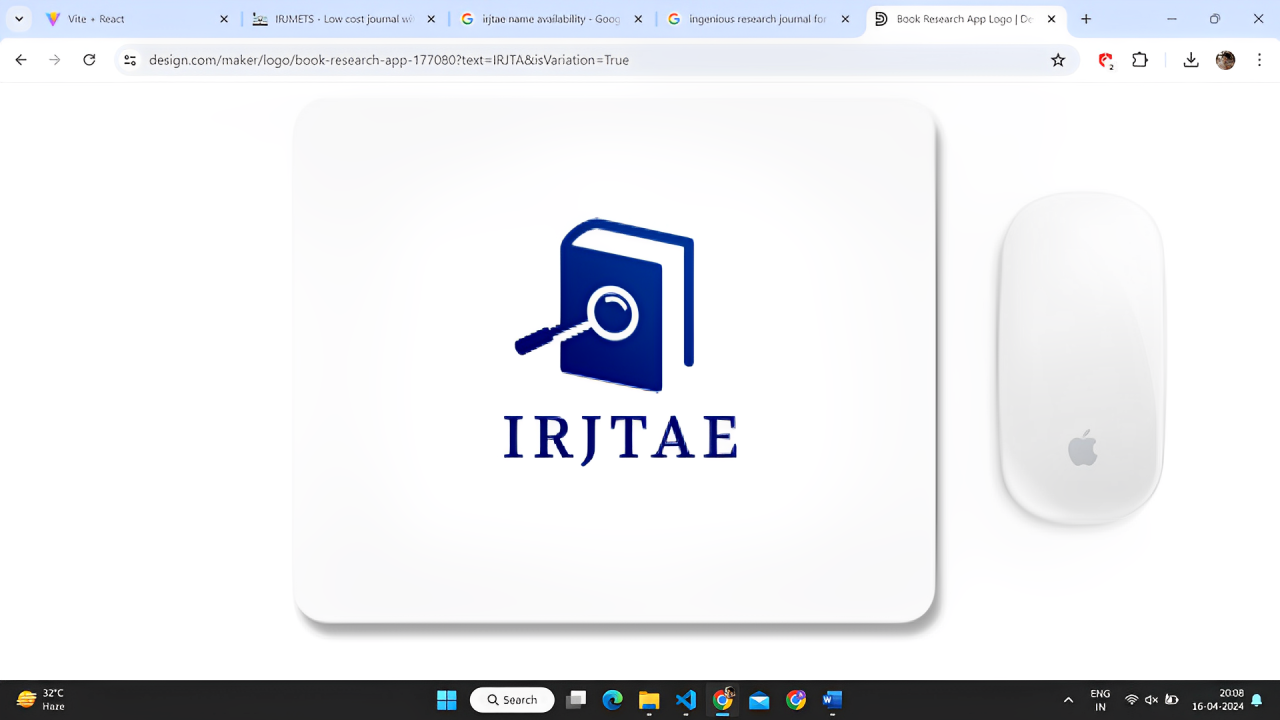 Vite + React
IRJMETS - Low cost journal wi
irjtae name availability - Goog
ingenious research journal for
Book Research App Logo | De
design.com/maker/logo/book-research-app-177080?text=IRJTA&isVariation=True
2
IRJTAE
32°C
Haze
Search
ENG
IN
20:08
16-04-2024